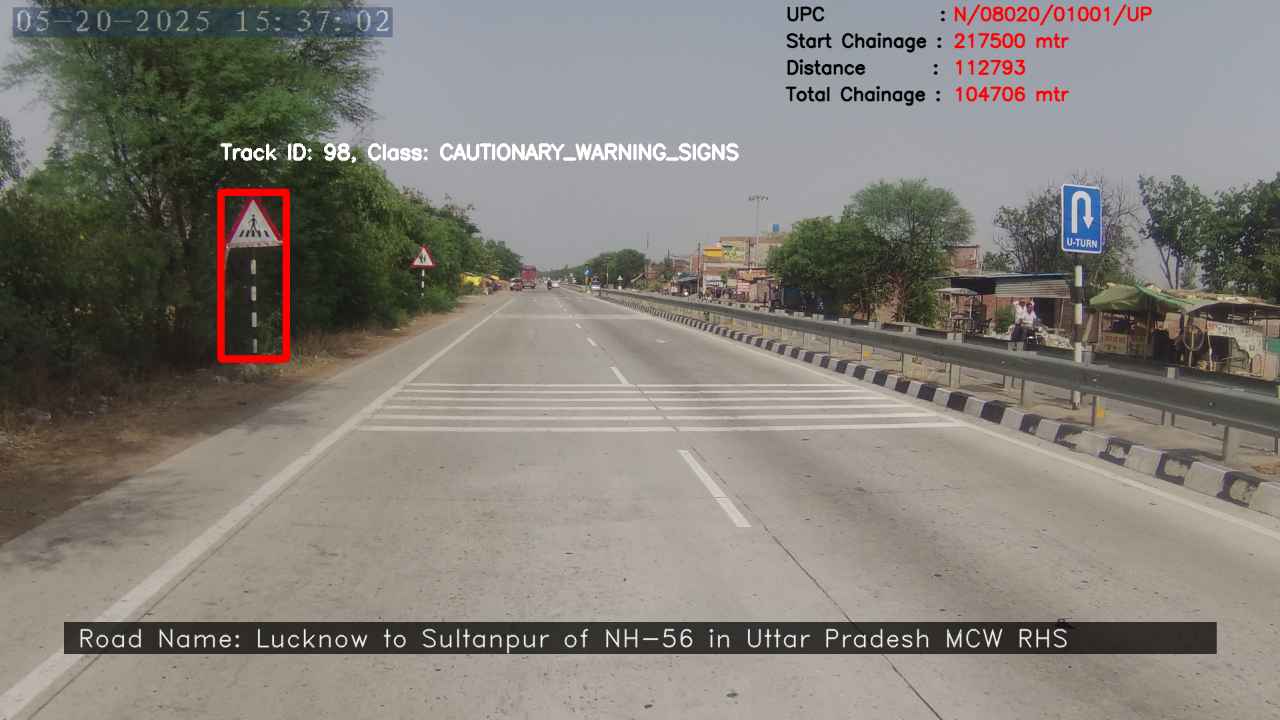 05-20-2025 15:37:02
UPC : N/08020/01001/UP
Start Chainage : 217500 mtr
Distance : 112793
Total Chainage : 104706 mtr
Track ID: 98, Class: CAUTIONARY_WARNING_SIGNS
U-TURN
Road Name: Lucknow to Sultanpur of NH-56 in Uttar Pradesh MCW RHS